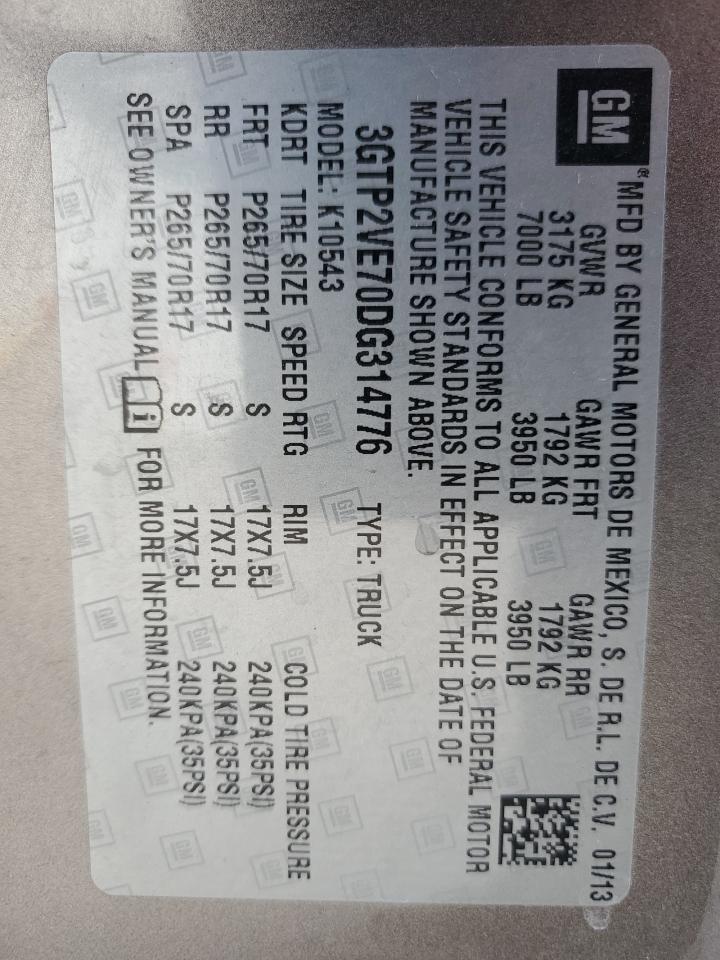 GM
MFD BY GENERAL MOTORS DE MEXICO, S. DE R.L. DE C.V. 01/13
GVWR GAWR FRT GAWR RR
3175 KG 1792 KG 1792 KG
7000 LB 3950 LB 3950 LB
THIS VEHICLE CONFORMS TO ALL APPLICABLE U.S. FEDERAL MOTOR
VEHICLE SAFETY STANDARDS IN EFFECT ON THE DATE OF
MANUFACTURE SHOWN ABOVE.
3GTP2VE70DG314776 TYPE: TRUCK
MODEL: K10543
KDRT TIRE SIZE SPEED RTG RIM COLD TIRE PRESSURE
FRT P265/70R17 S 17X7.5J 240KPA(35PSI)
RR P265/70R17 S 17X7.5J 240KPA(35PSI)
SPA P265/70R17 S 17X7.5J 240KPA(35PSI)
SEE OWNER'S MANUAL i FOR MORE INFORMATION.